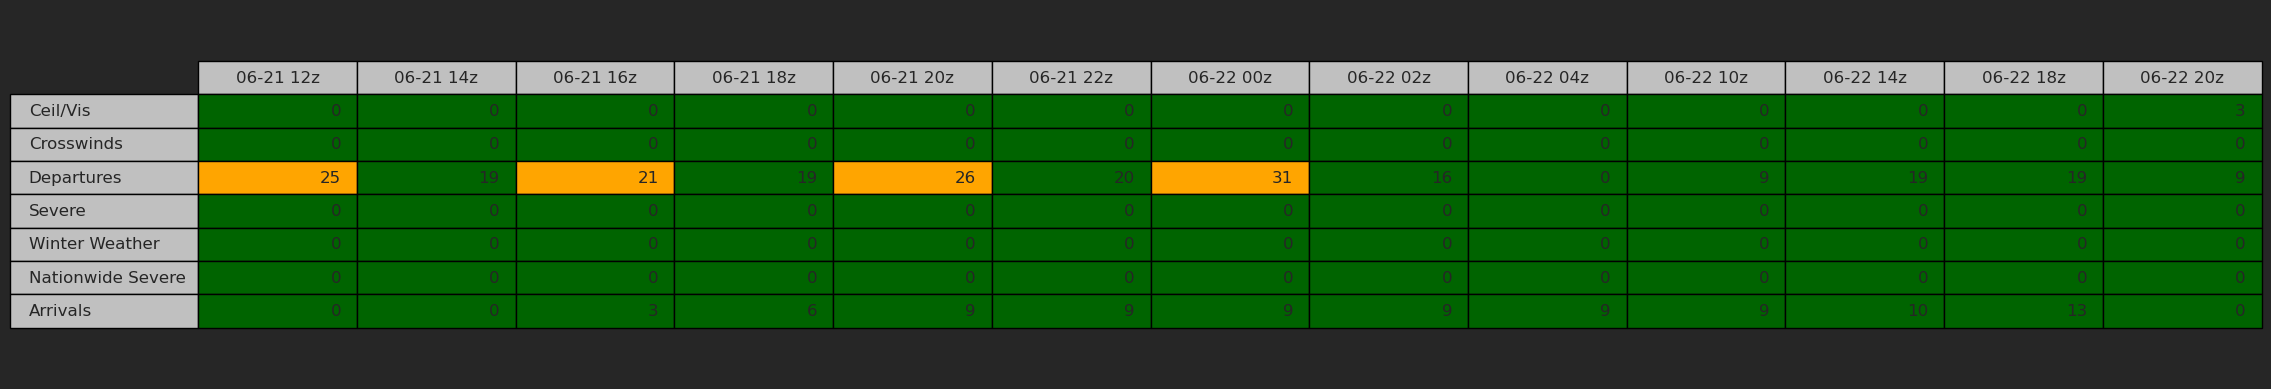 06-21 12z 06-21 14z 06-21 16z 06-21 18z 06-21 20z 06-21 22z 06-22 00z 06-22 02z 06-22 04z 06-22 10z 06-22 14z 06-22 18z 06-22 20z
Ceil/Vis 0 0 0 0 0 0 0 0 0 0 0 0 3
Crosswinds 0 0 0 0 0 0 0 0 0 0 0 0 0
Departures 25 19 21 19 26 20 31 16 0 9 19 19 9
Severe 0 0 0 0 0 0 0 0 0 0 0 0 0
Winter Weather 0 0 0 0 0 0 0 0 0 0 0 0 0
Nationwide Severe 0 0 0 0 0 0 0 0 0 0 0 0 0
Arrivals 0 0 3 6 9 9 9 9 9 9 10 13 0